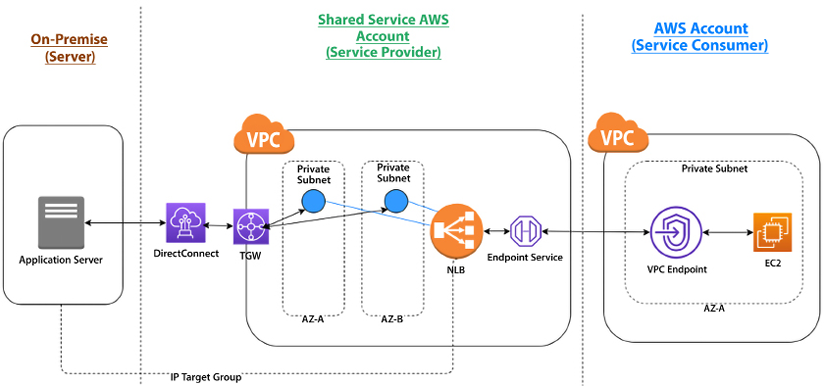 On-Premise
(Server)
Shared Service AWS
Account
(Service Provider)
AWS Account
(Service Consumer)
VPC
VPC
Private
Subnet
Private
Subnet
Private Subnet
Application Server
DirectConnect
TGW
NLB
Endpoint Service
VPC Endpoint
EC2
AZ-A
AZ-B
AZ-A
IP Target Group